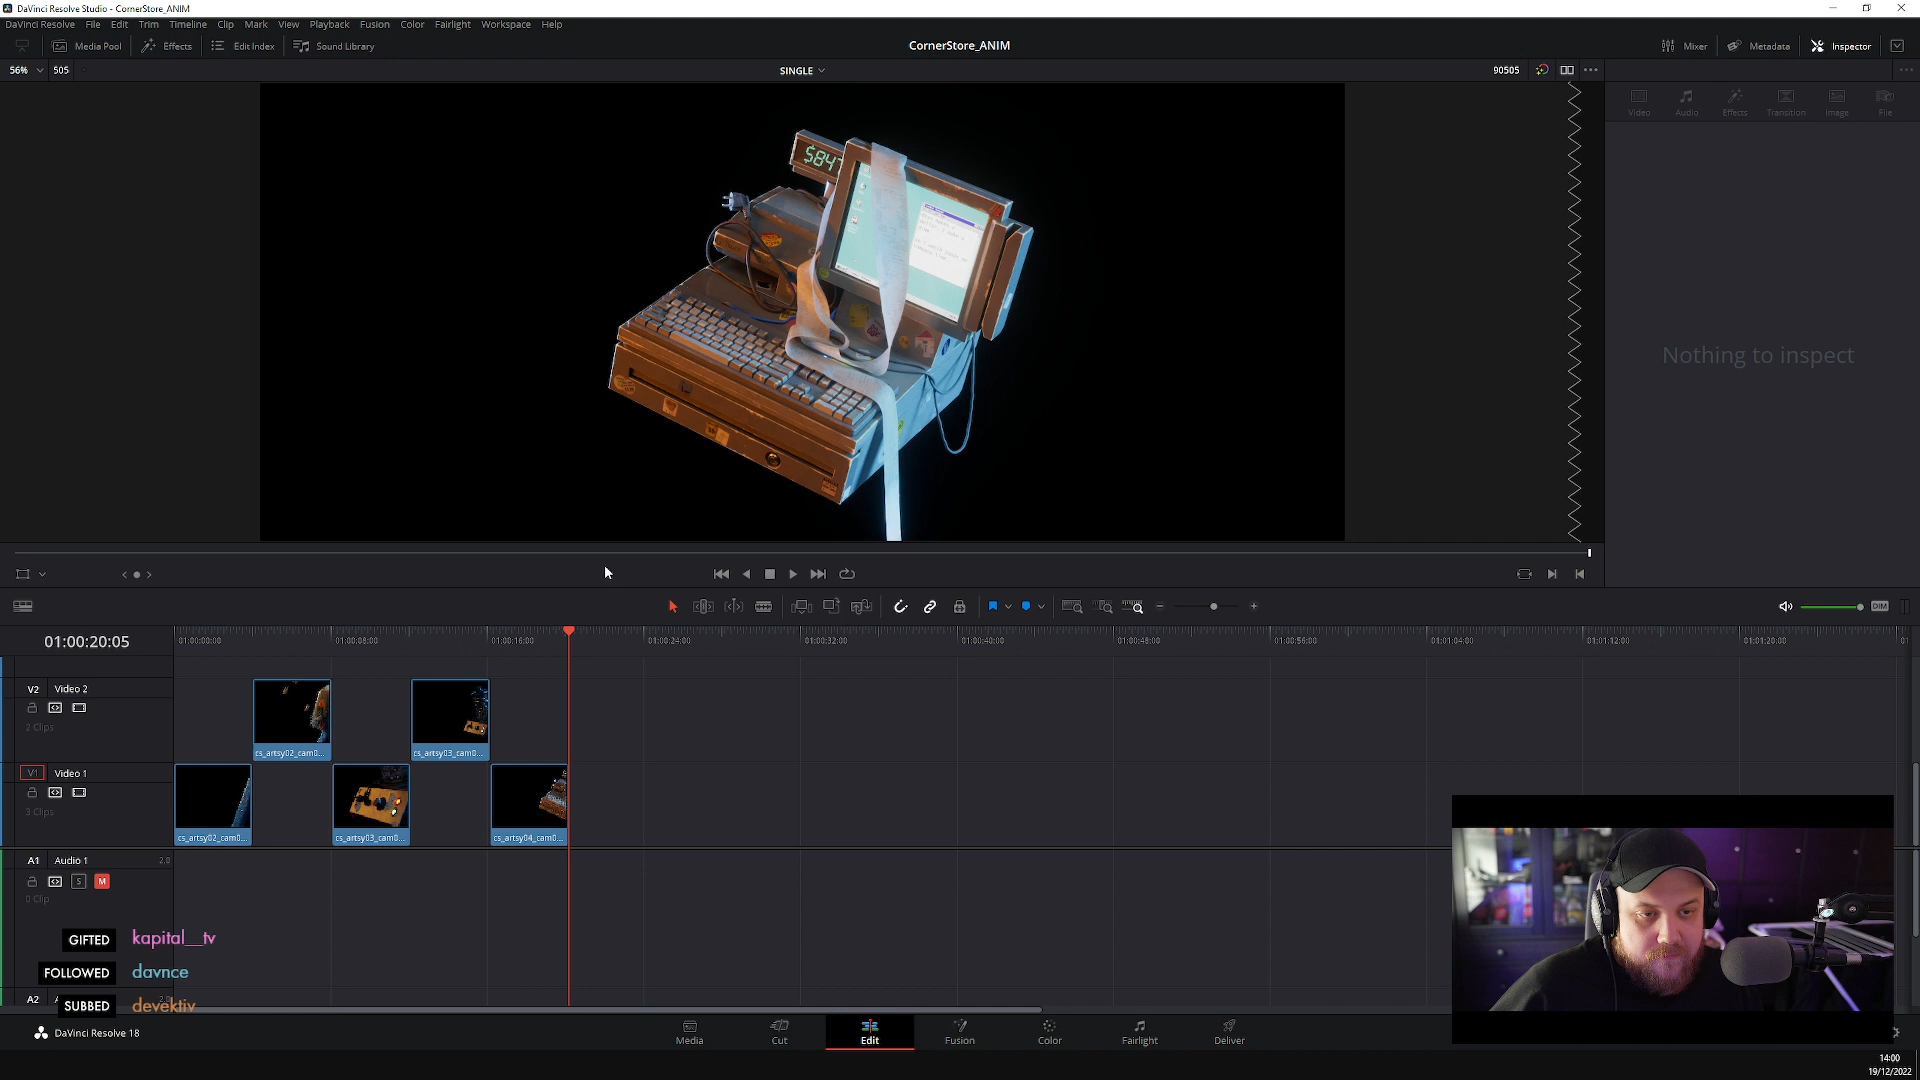 DaVinci Resolve Studio - CornerStore_ANIM
DaVinci Resolve File Edit Trim Timeline Clip Mark View Playback Fusion Color Fairlight Workspace Help
Media Pool Effects Edit Index Sound Library
CornerStore_ANIM
Mixer Metadata Inspector
56% 505
SINGLE
90505
Video Audio Effects Transition Image File
$847
Nothing to inspect
DIM
01:00:20:05
01:00:00:00 01:00:08:00 01:00:16:00 01:00:24:00 01:00:32:00 01:00:40:00 01:00:48:00 01:00:56:00 01:01:04:00 01:01:12:00 01:01:20:00
V2 Video 2
2 Clips
cs_artsy02_cam0...
cs_artsy03_cam0...
V1 Video 1
3 Clips
cs_artsy02_cam0...
cs_artsy03_cam0...
cs_artsy04_cam0...
A1 Audio 1 2.0
S M
0 Clip
GIFTED kapital__tv
FOLLOWED davnce
A2 2.0
SUBBED devektiv
DaVinci Resolve 18
Media Cut Edit Fusion Color Fairlight Deliver
14:00
19/12/2022